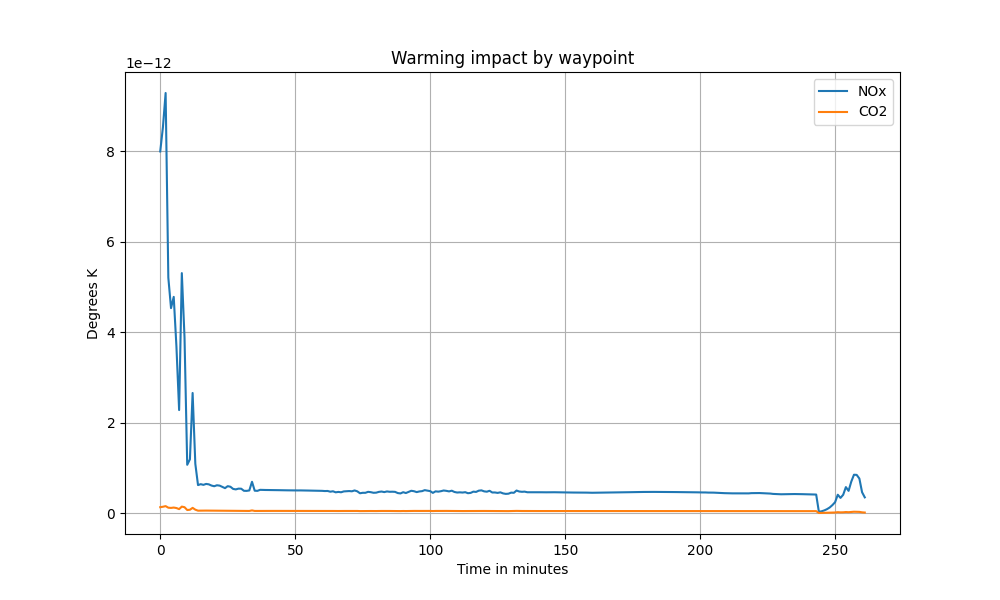 Warming impact by waypoint
1e−12
NOx
CO2
8
6
4
2
0
Degrees K
0 50 100 150 200 250
Time in minutes